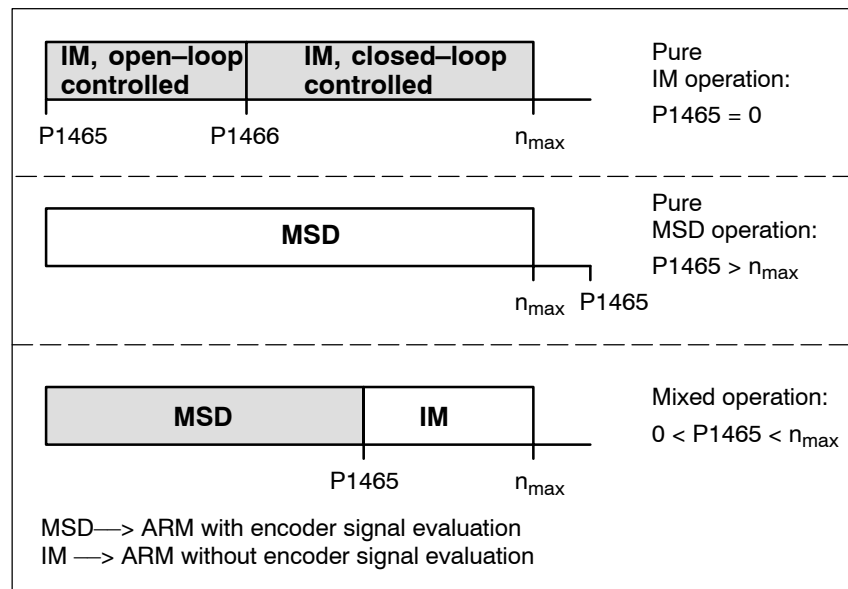 IM, open–loop controlled
IM, closed–loop controlled
P1465
P1466
nmax
Pure
IM operation:
P1465 = 0
MSD
nmax
P1465
Pure
MSD operation:
P1465 > nmax
MSD
IM
P1465
nmax
Mixed operation:
0 < P1465 < nmax
MSD––> ARM with encoder signal evaluation
IM ––> ARM without encoder signal evaluation